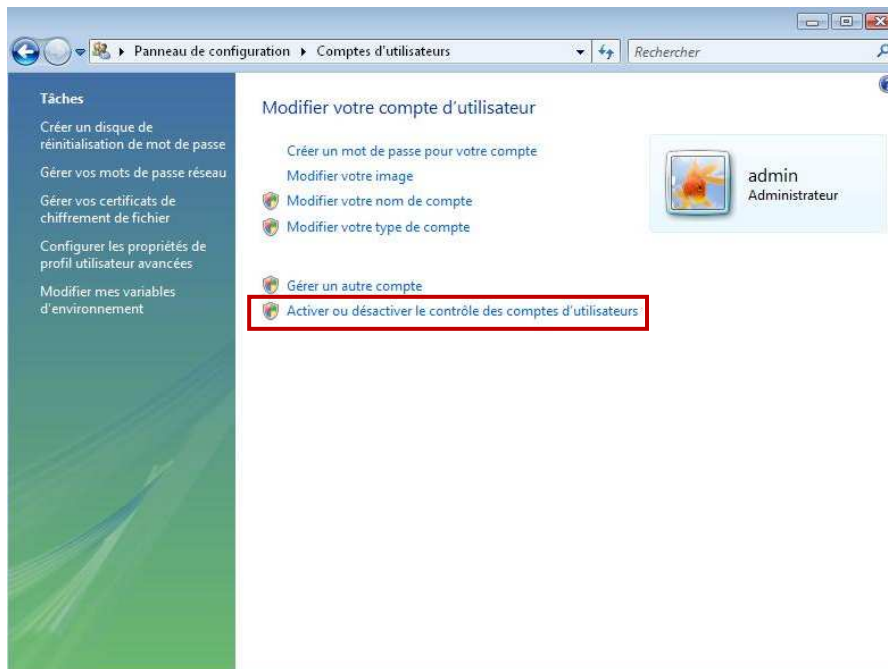 Panneau de configuration
Comptes d'utilisateurs
Rechercher
Tâches
Créer un disque de
réinitialisation de mot de passe
Gérer vos mots de passe réseau
Gérer vos certificats de
chiffrement de fichier
Configurer les propriétés de
profil utilisateur avancées
Modifier mes variables
d'environnement
Modifier votre compte d'utilisateur
Créer un mot de passe pour votre compte
Modifier votre image
Modifier votre nom de compte
Modifier votre type de compte
Gérer un autre compte
Activer ou désactiver le contrôle des comptes d'utilisateurs
admin
Administrateur